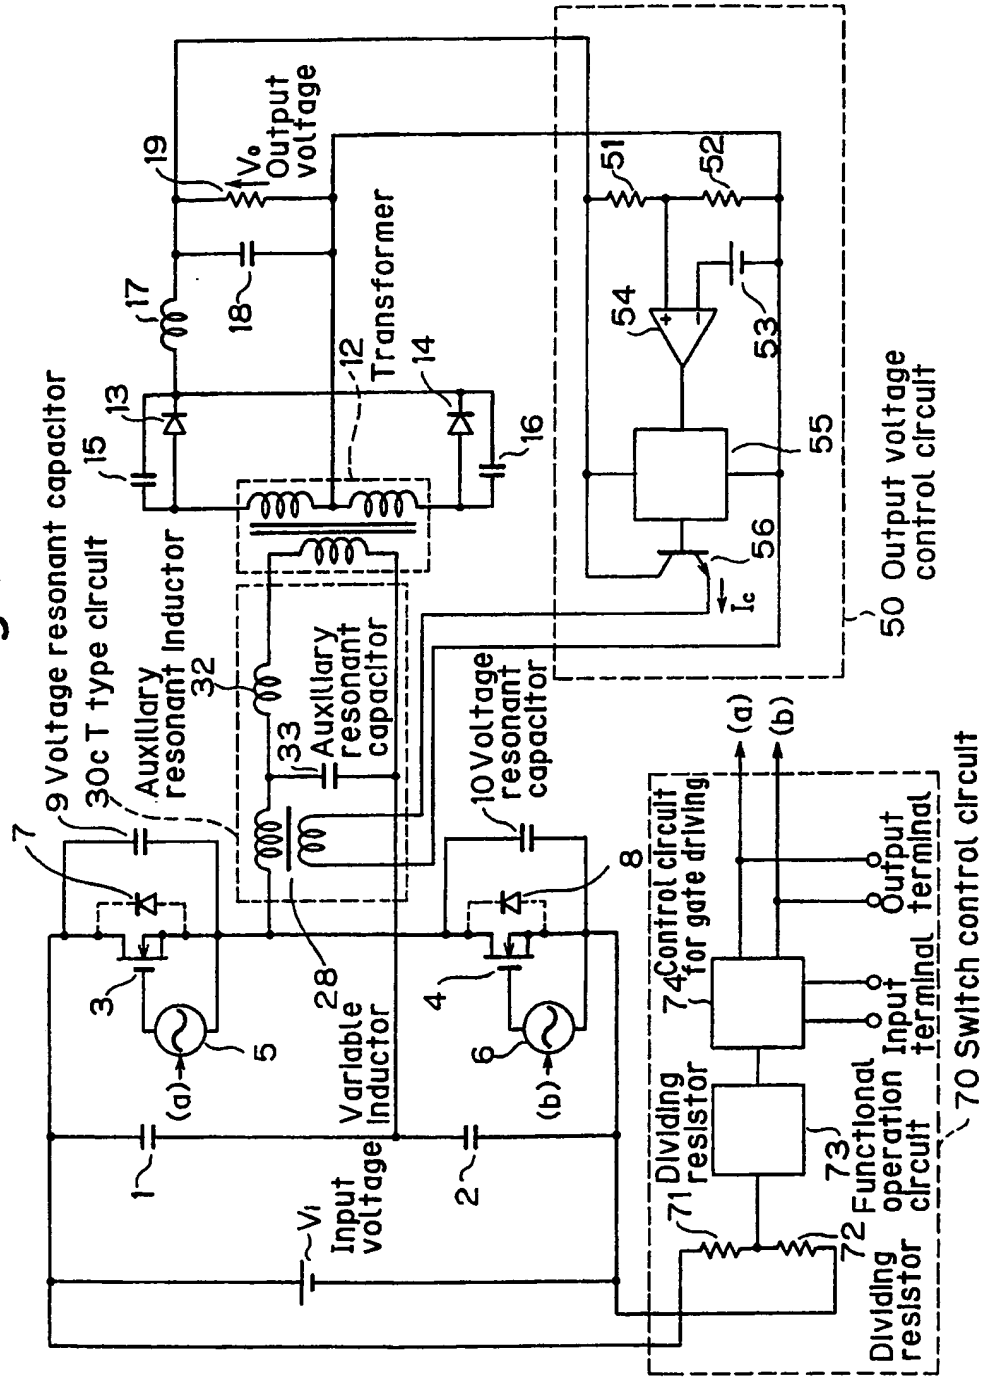 9 Voltage resonant capacitor
30c T type circuit
Auxiliary
resonant inductor
32
7
3
5
(a)
1
Vi
Input
voltage
Variable
inductor
28
33
Auxiliary
resonant
capacitor
10 Voltage
resonant
capacitor
8
4
6
(b)
2
15
13
17
18
19
Vo
Output
voltage
12
Transformer
14
16
51
52
53
54
+
−
55
56
Ic
50 Output voltage
control circuit
71
Dividing
resistor
72
Dividing
resistor
73
Functional
operation
circuit
74 Control circuit
for gate driving
Input
terminal
Output
terminal
(a)
(b)
70 Switch control circuit